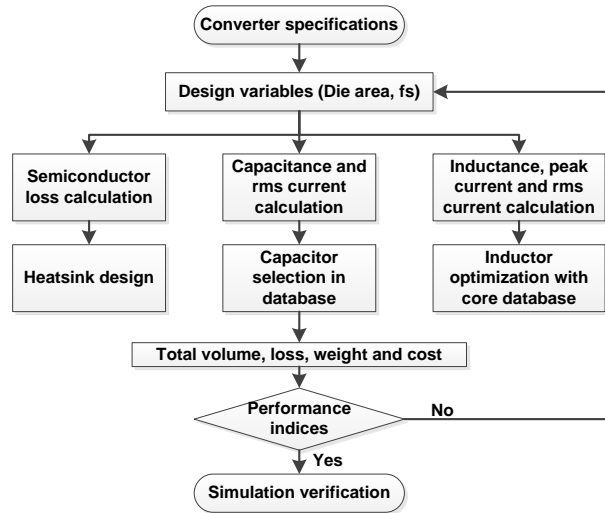 Converter specifications
Design variables (Die area, fs)
Semiconductor
loss calculation
Capacitance and
rms current
calculation
Inductance, peak
current and rms
current calculation
Heatsink design
Capacitor
selection in
database
Inductor
optimization with
core database
Total volume, loss, weight and cost
Performance
indices
No
Yes
Simulation verification